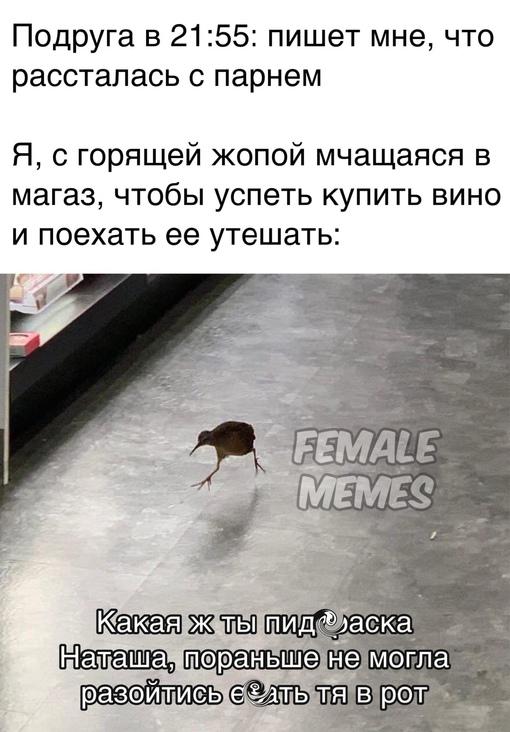 Подруга в 21:55: пишет мне, что
рассталась с парнем
Я, с горящей жопой мчащаяся в
магаз, чтобы успеть купить вино
и поехать ее утешать:
FEMALE
MEMES
Какая ж ты
Наташа, пораньше не могла
разойтись тя в рот